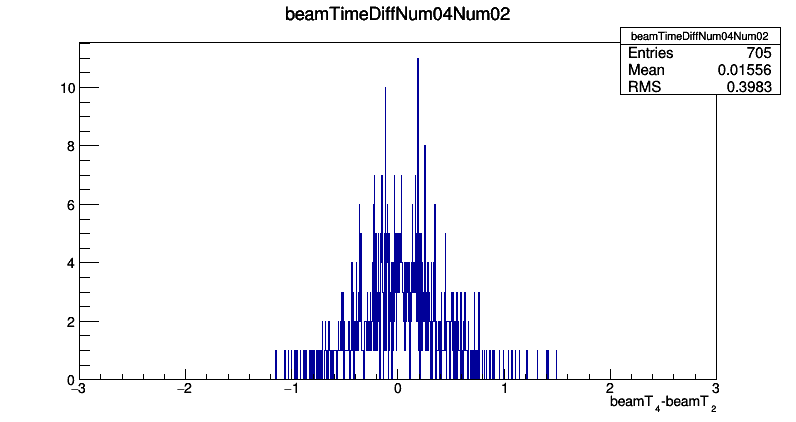 beamTimeDiffNum04Num02
beamTimeDiffNum04Num02
Entries 705
Mean 0.01556
RMS 0.3983
10
8
6
4
2
0
−3 −2 −1 0 1 2 3
beamT4-beamT2